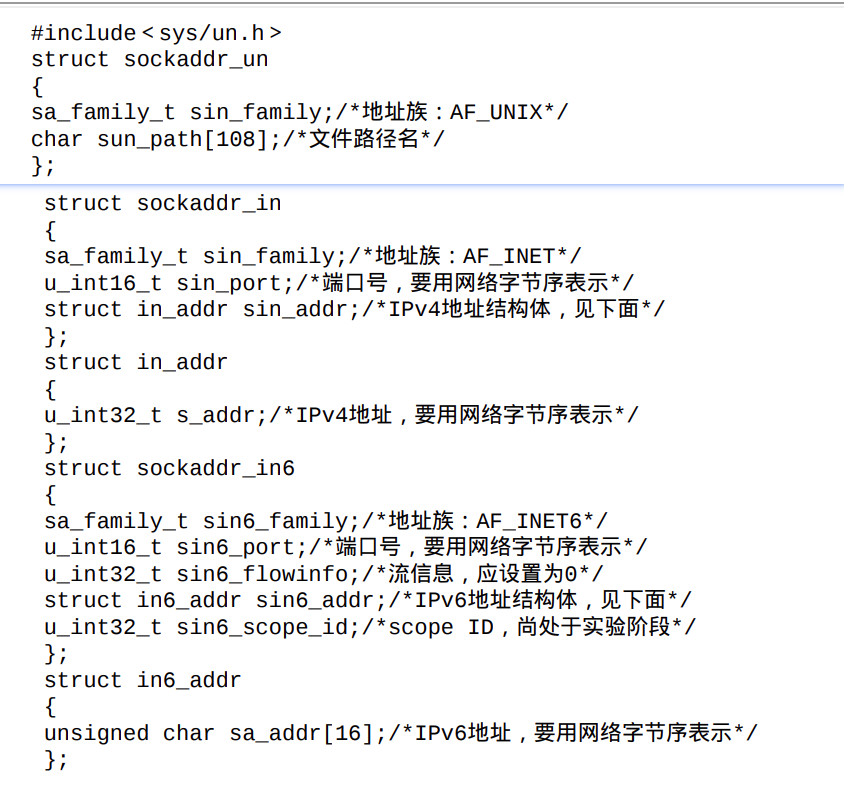 #include＜sys/un.h＞
struct sockaddr_un
{
sa_family_t sin_family;/*地址族：AF_UNIX*/
char sun_path[108];/*文件路径名*/
};
struct sockaddr_in
{
sa_family_t sin_family;/*地址族：AF_INET*/
u_int16_t sin_port;/*端口号，要用网络字节序表示*/
struct in_addr sin_addr;/*IPv4地址结构体，见下面*/
};
struct in_addr
{
u_int32_t s_addr;/*IPv4地址，要用网络字节序表示*/
};
struct sockaddr_in6
{
sa_family_t sin6_family;/*地址族：AF_INET6*/
u_int16_t sin6_port;/*端口号，要用网络字节序表示*/
u_int32_t sin6_flowinfo;/*流信息，应设置为0*/
struct in6_addr sin6_addr;/*IPv6地址结构体，见下面*/
u_int32_t sin6_scope_id;/*scope ID，尚处于实验阶段*/
};
struct in6_addr
{
unsigned char sa_addr[16];/*IPv6地址，要用网络字节序表示*/
};